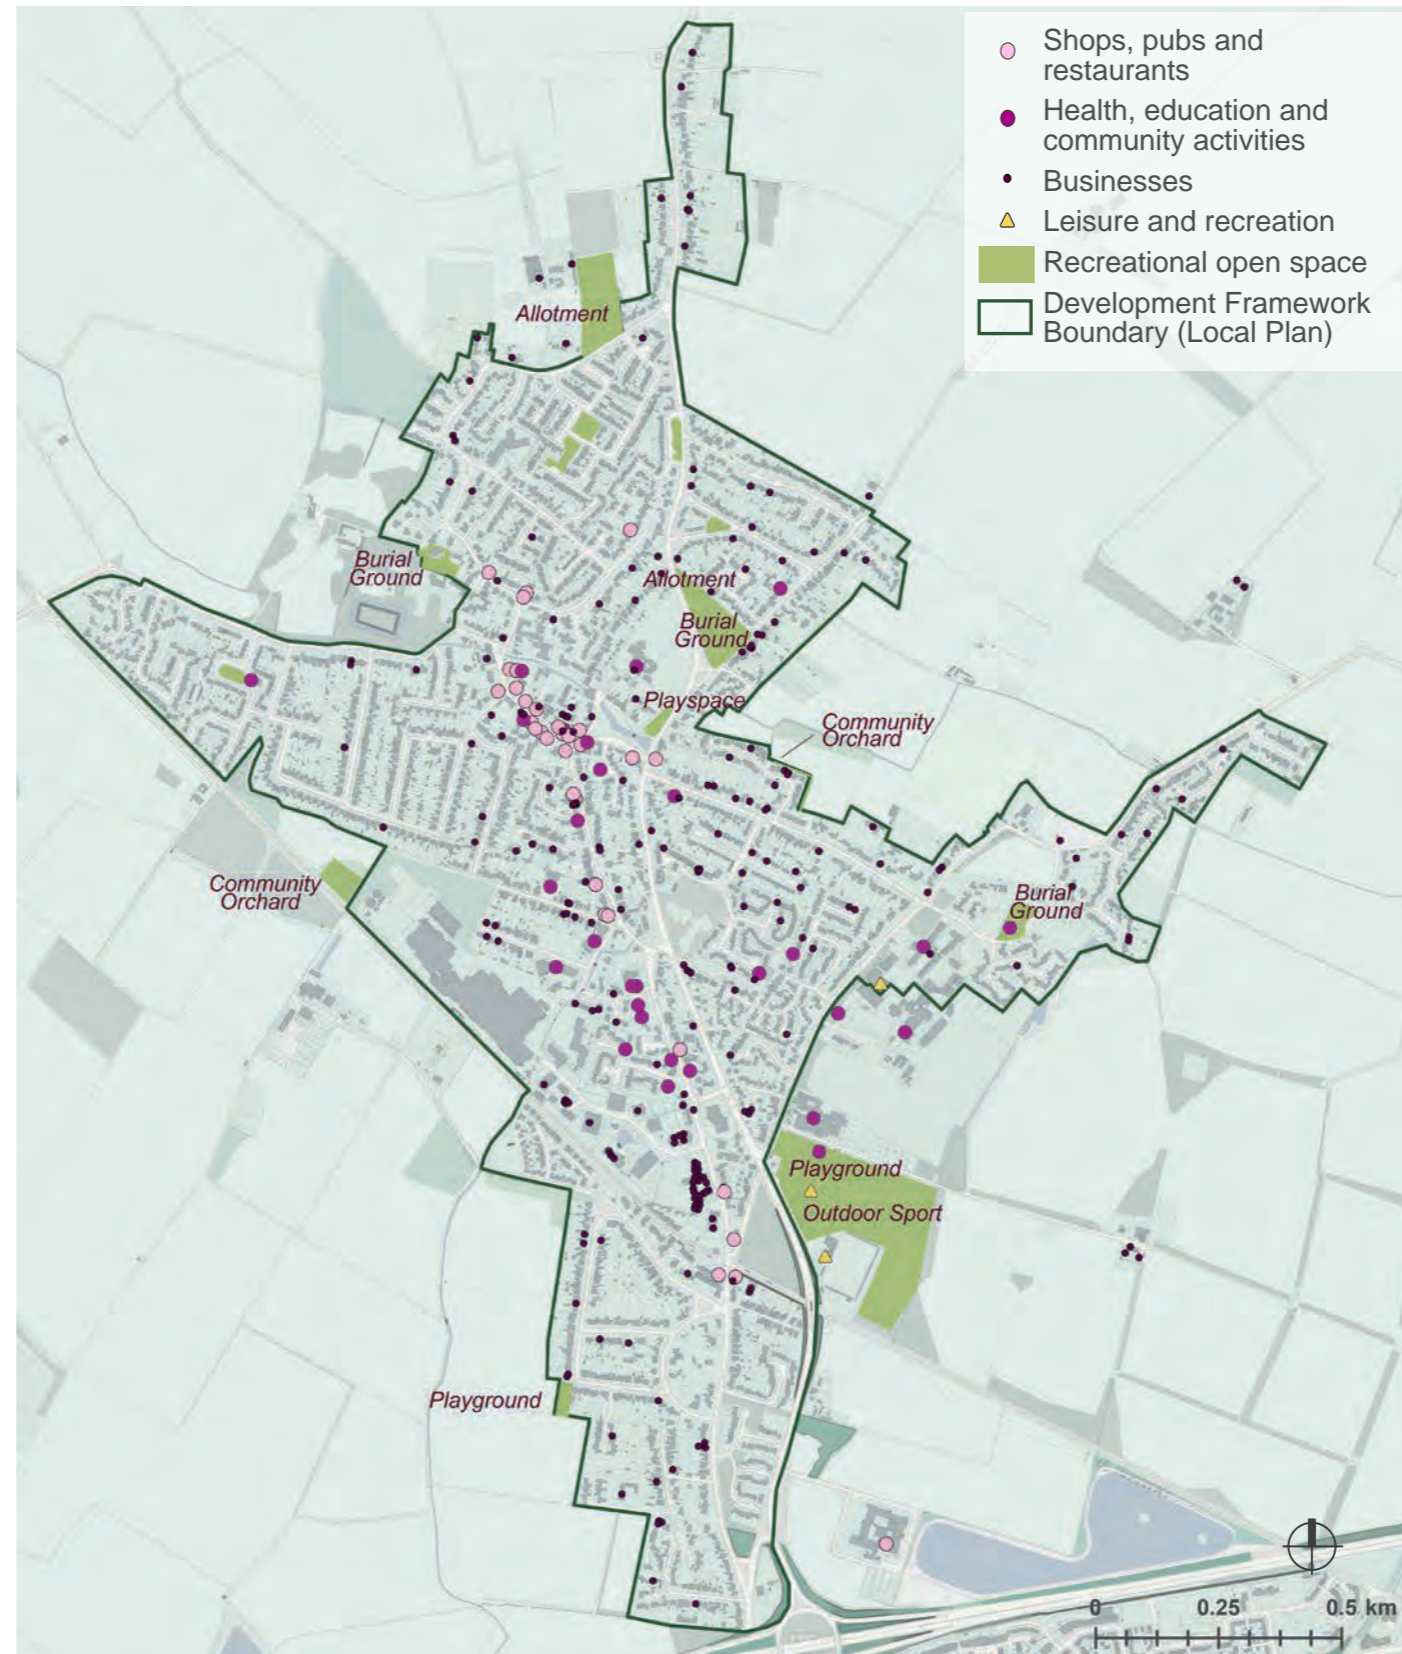 Shops, pubs and
restaurants
Health, education and
community activities
Businesses
Leisure and recreation
Recreational open space
Development Framework
Boundary (Local Plan)
Allotment
Burial
Ground
Allotment
Burial
Ground
Playspace
Community
Orchard
Community
Orchard
Burial
Ground
Playground
Outdoor Sport
Playground
0 0.25 0.5 km